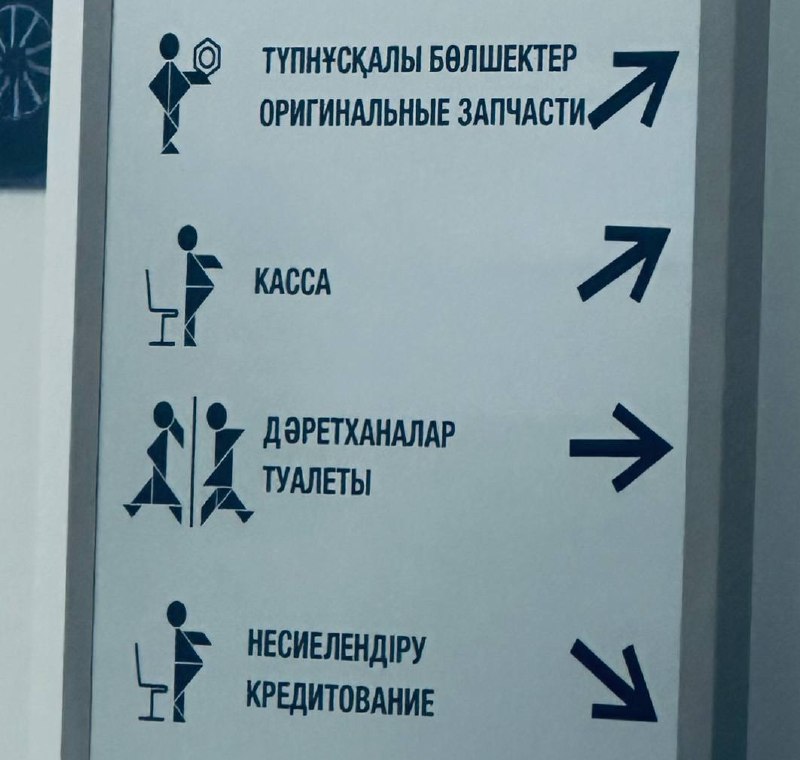 ТҮПНҰСҚАЛЫ БӨЛШЕКТЕР
ОРИГИНАЛЬНЫЕ ЗАПЧАСТИ
КАССА
ДӘРЕТХАНАЛАР
ТУАЛЕТЫ
НЕСИЕЛЕНДІРУ
КРЕДИТОВАНИЕ